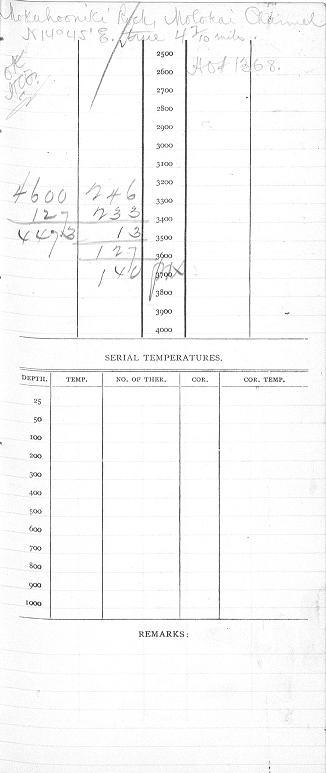 Mokuhooniki Rock, Molokai Channel
N 14° 45' E. true 4 7/10 miles.
2500
OK
2600 HO# 1368.
2700
2800
2900
3000
3100
4600 246 3200
127 233 3300
4473 13 3400
127 3500
140 3600
3700
3800
3900
4000
SERIAL TEMPERATURES.
DEPTH. TEMP. NO. OF THER. COR. COR. TEMP.
25
50
100
200
300
400
500
600
700
800
900
1000
REMARKS: